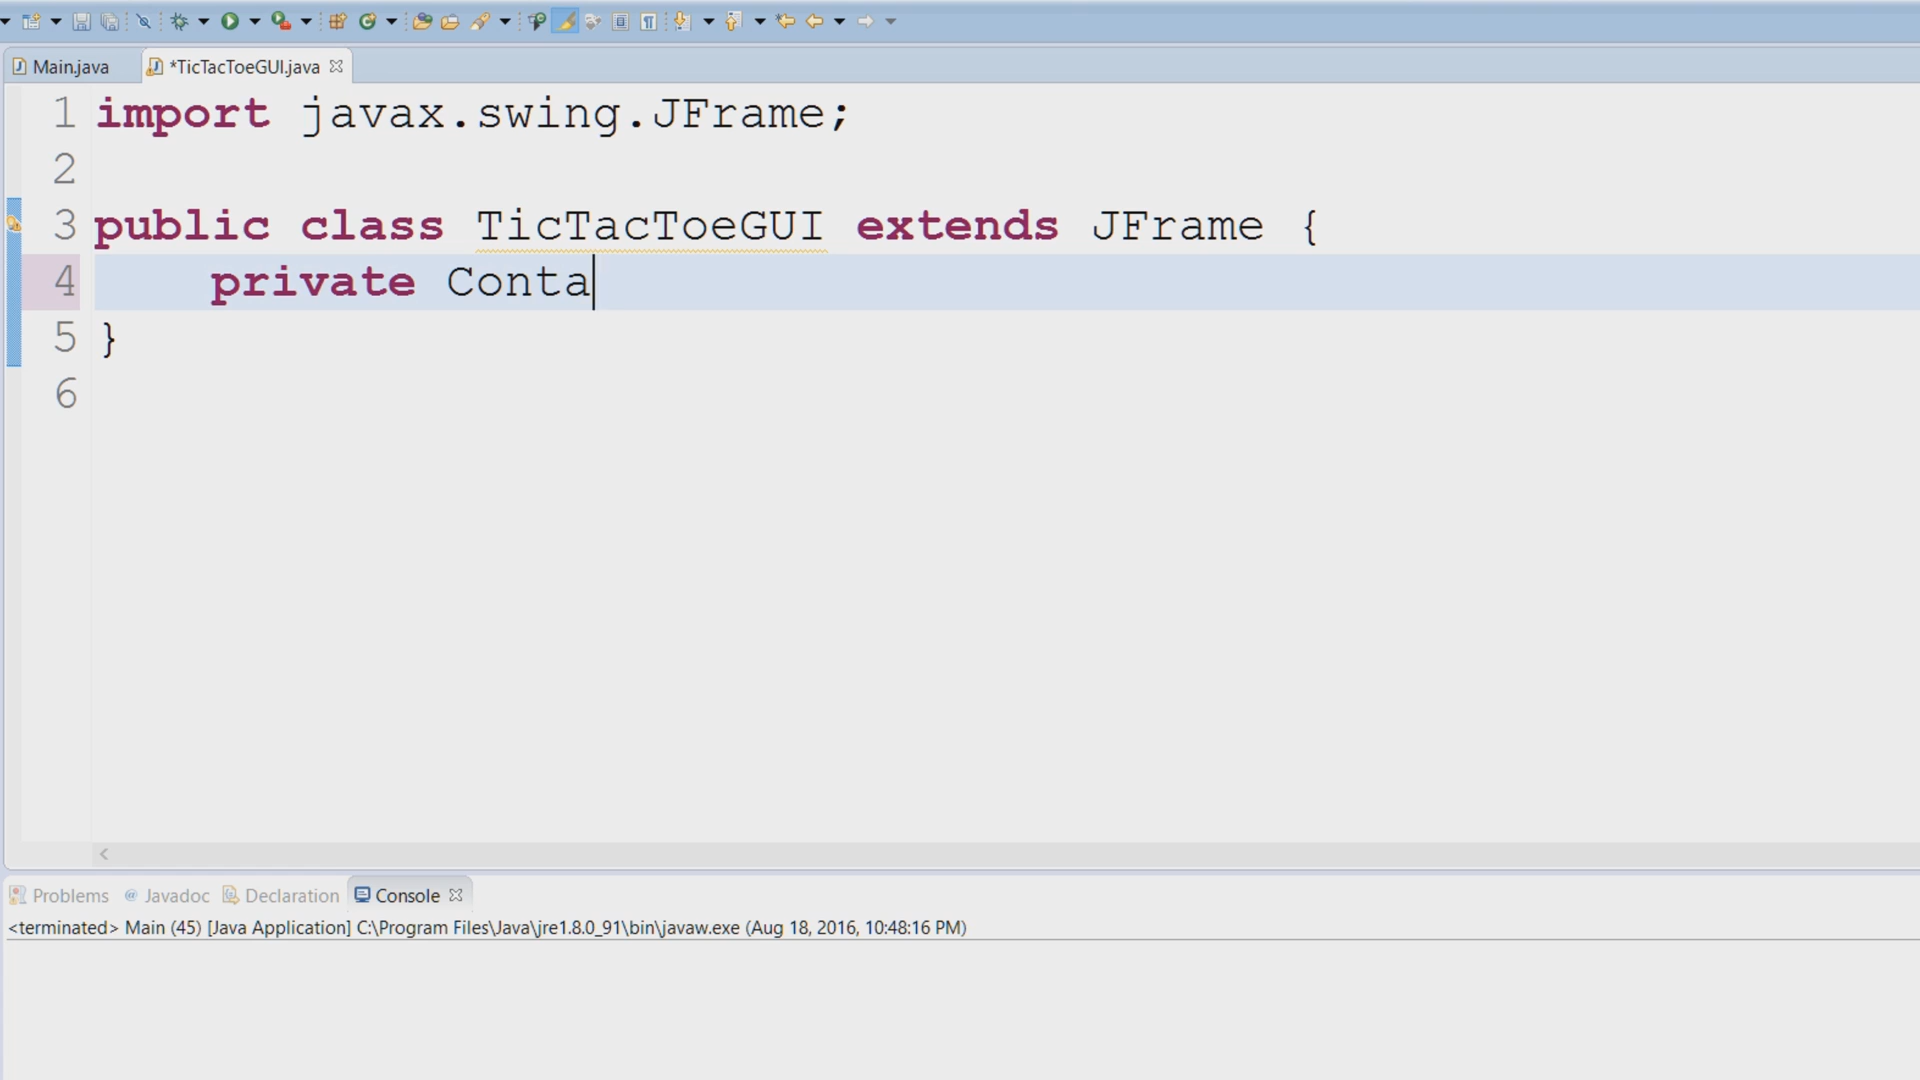 Main.java
*TicTacToeGUI.java
1 import javax.swing.JFrame;
2
3 public class TicTacToeGUI extends JFrame {
4 private Conta
5 }
6
Problems @ Javadoc Declaration Console
<terminated> Main (45) [Java Application] C:\Program Files\Java\jre1.8.0_91\bin\javaw.exe (Aug 18, 2016, 10:48:16 PM)